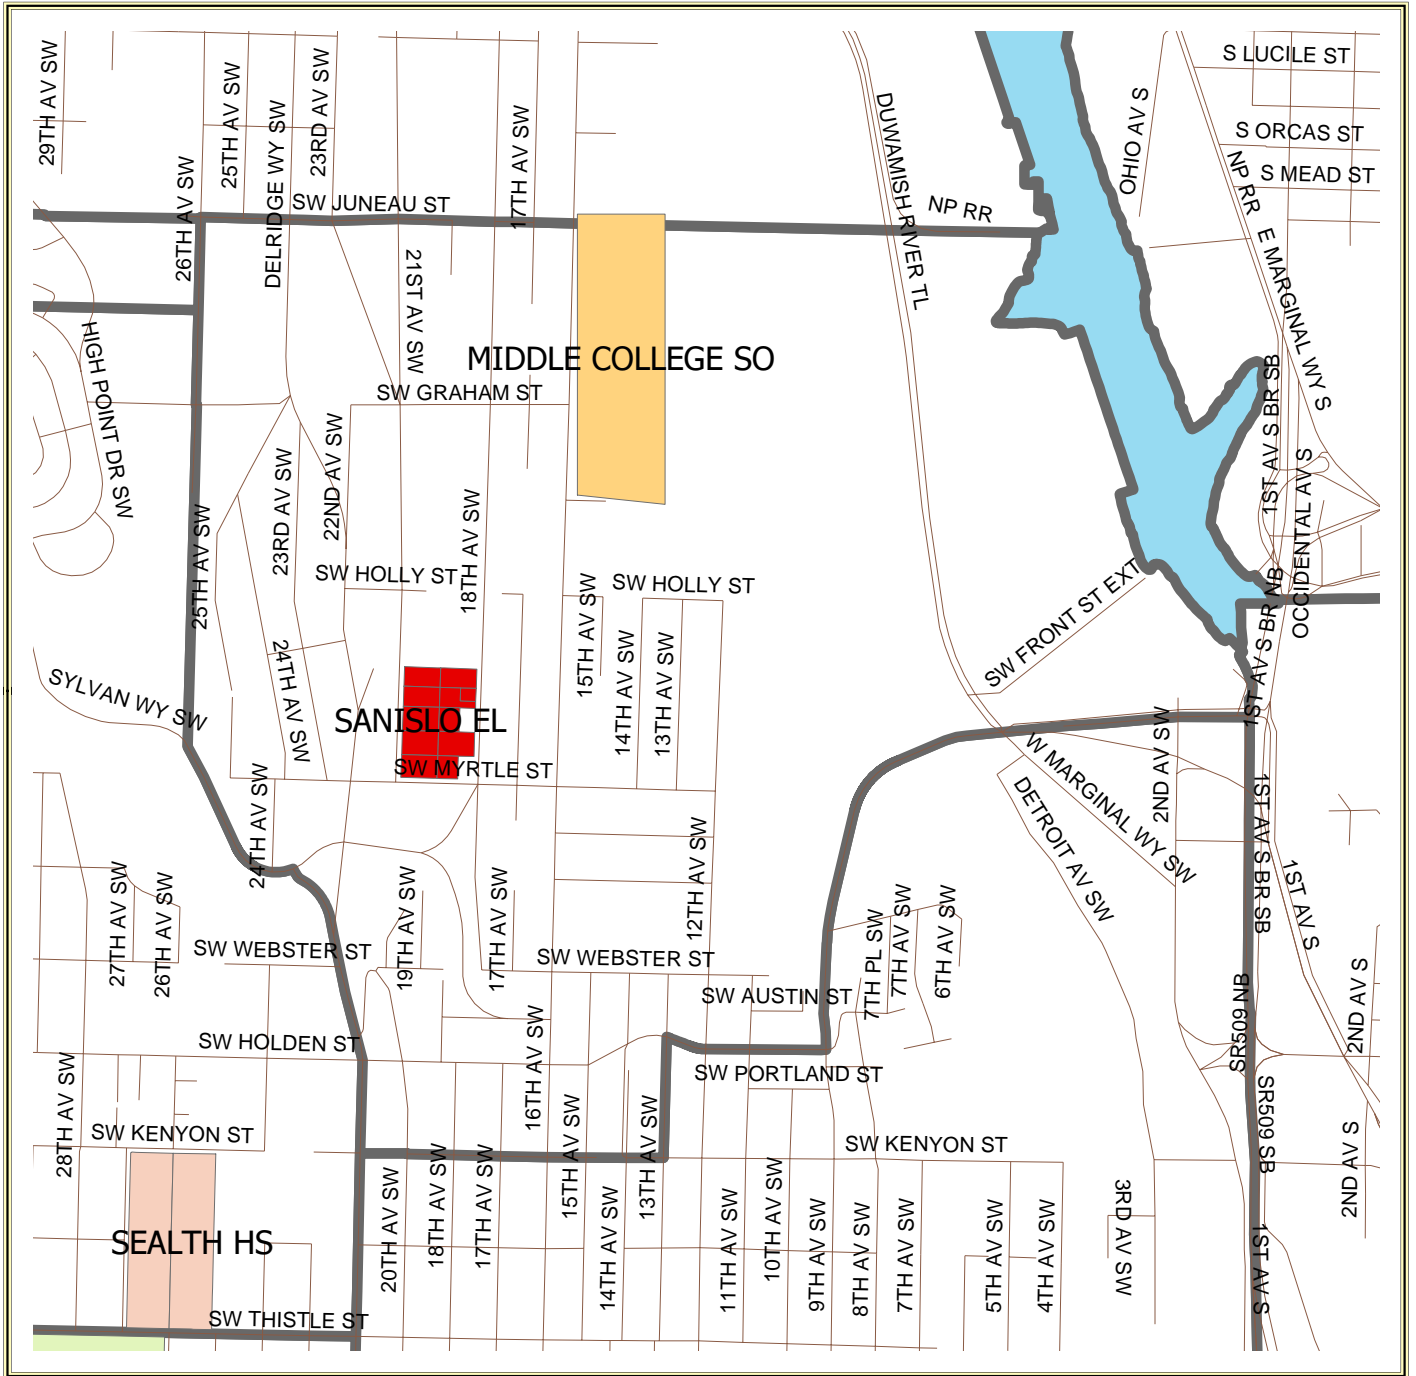 S LUCILE ST
29TH AV SW
25TH AV SW
DELRIDGE WY SW
23RD AV SW
17TH AV SW
DUWAMISH RIVER TL
OHIO AV S
S ORCAS ST
S MEAD ST
NP RR
E MARGINAL WY S
26TH AV SW
SW JUNEAU ST
NP RR
21ST AV SW
HIGH POINT DR SW
MIDDLE COLLEGE SO
SW GRAHAM ST
1ST AV S BR SB
OCCIDENTAL AV S
22ND AV SW
23RD AV SW
25TH AV SW
18TH AV SW
SW HOLLY ST
SW HOLLY ST
15TH AV SW
14TH AV SW
13TH AV SW
SW FRONT ST EXT
1ST AV S BR NB
24TH AV SW
SYLVAN WY SW
SANISLO EL
SW MYRTLE ST
W MARGINAL WY SW
2ND AV SW
DETROIT AV SW
1ST AV S BR SB
1ST AV S
24TH AV SW
12TH AV SW
27TH AV SW
26TH AV SW
19TH AV SW
17TH AV SW
7TH PL SW
7TH AV SW
6TH AV SW
SW WEBSTER ST
SW WEBSTER ST
SW AUSTIN ST
SR509 NB
2ND AV S
SW HOLDEN ST
16TH AV SW
SW PORTLAND ST
28TH AV SW
SW KENYON ST
SW KENYON ST
SR509 SB
2ND AV S
20TH AV SW
18TH AV SW
17TH AV SW
15TH AV SW
14TH AV SW
13TH AV SW
11TH AV SW
10TH AV SW
9TH AV SW
8TH AV SW
7TH AV SW
5TH AV SW
4TH AV SW
3RD AV SW
1ST AV S
SEALTH HS
SW THISTLE ST